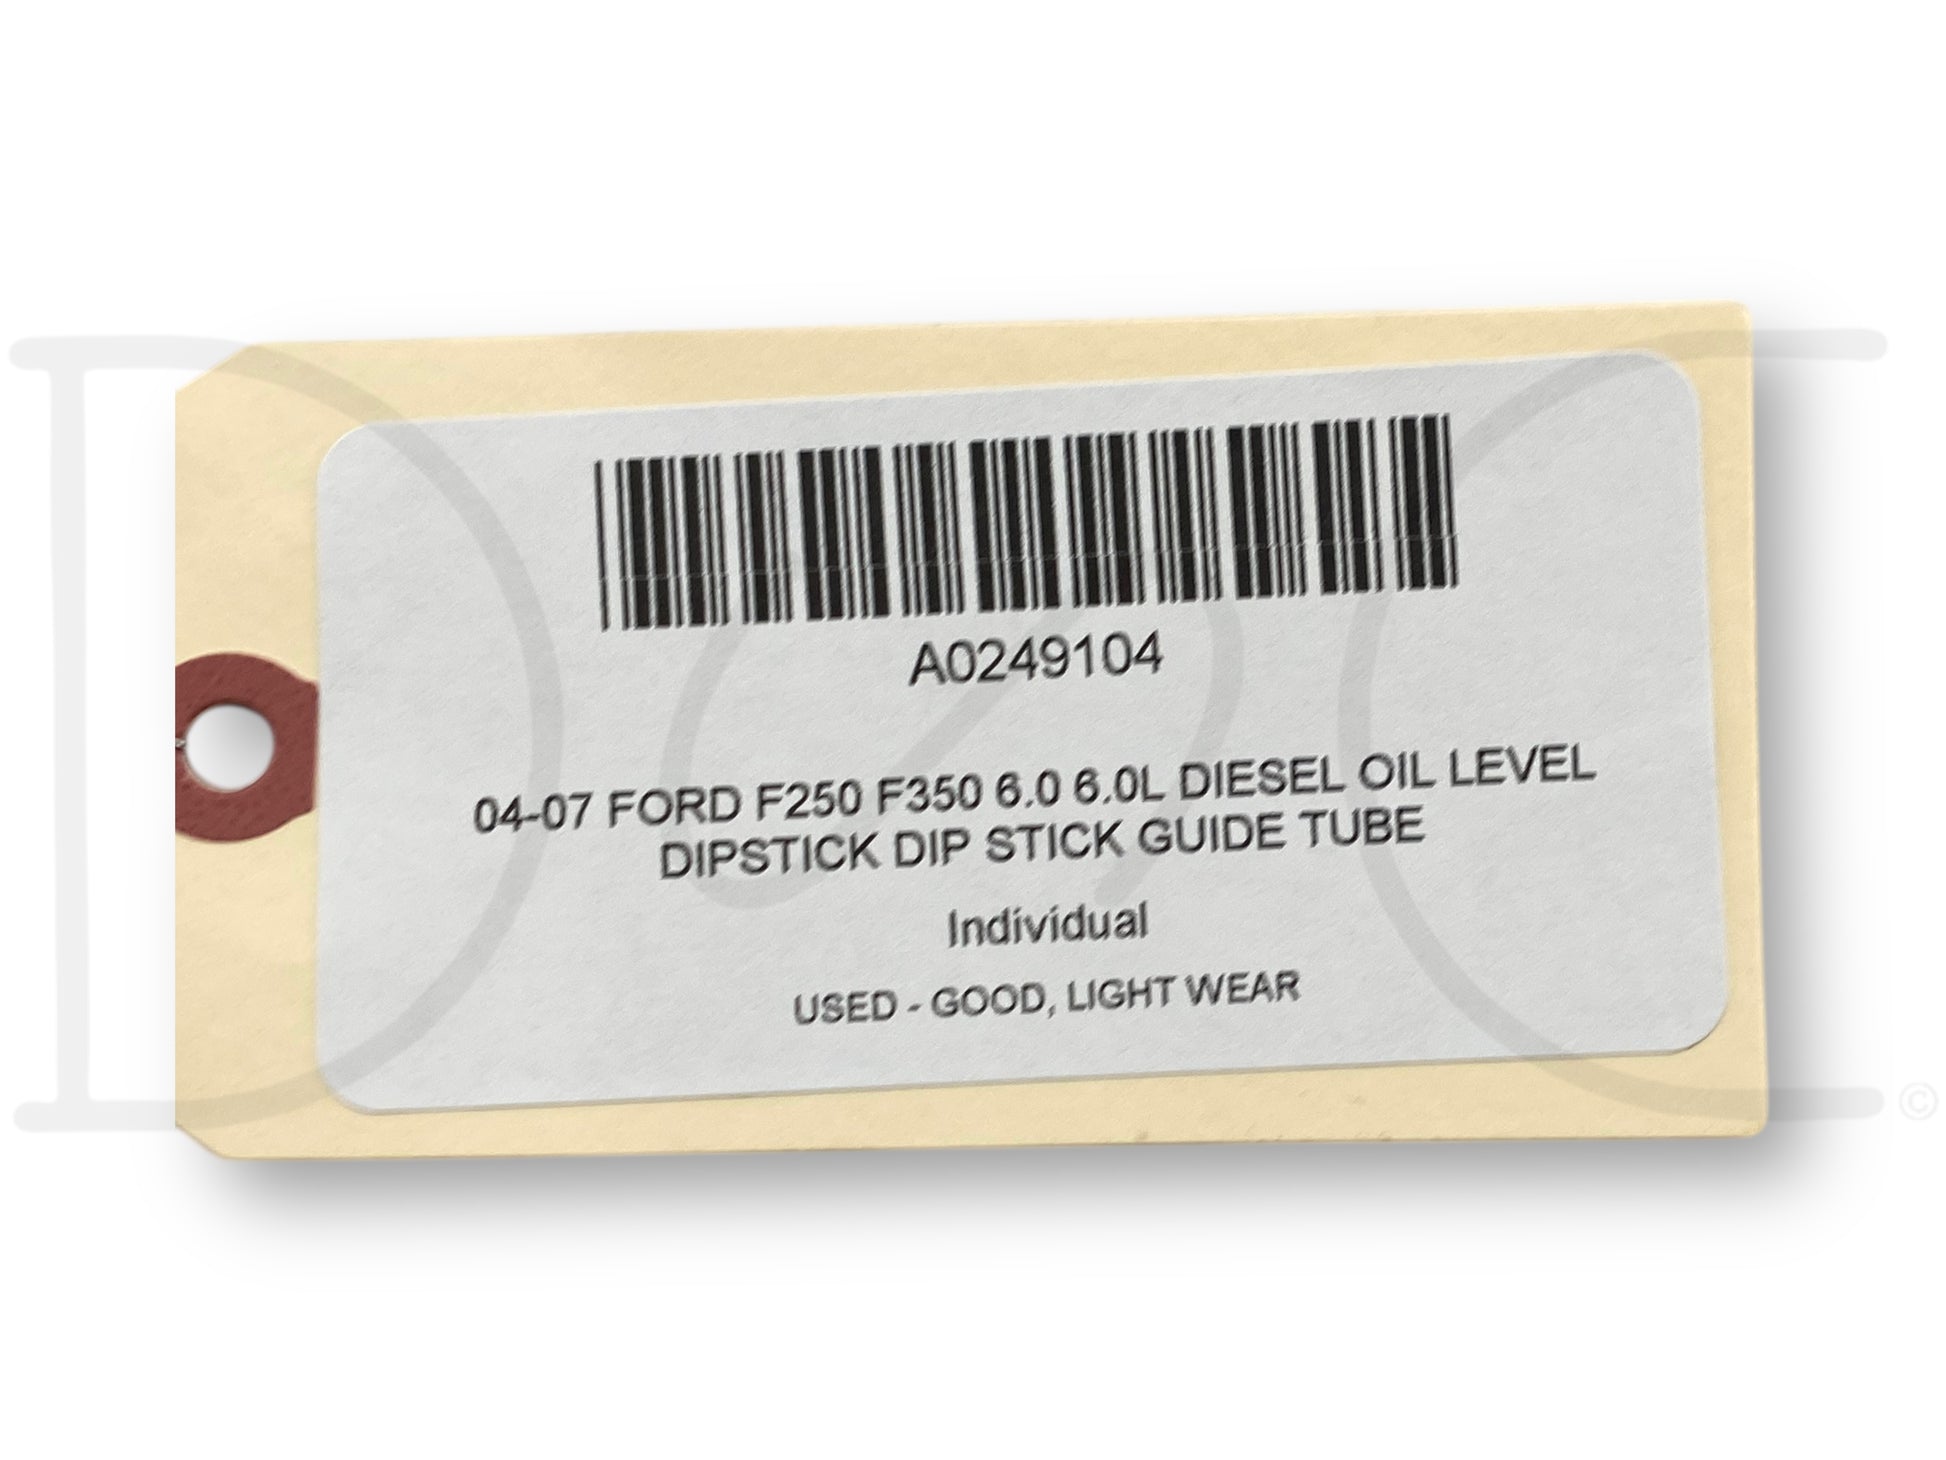 A0249104
04-07 FORD F250 F350 6.0 6.0L DIESEL OIL LEVEL
DIPSTICK DIP STICK GUIDE TUBE
Individual
USED - GOOD, LIGHT WEAR
©